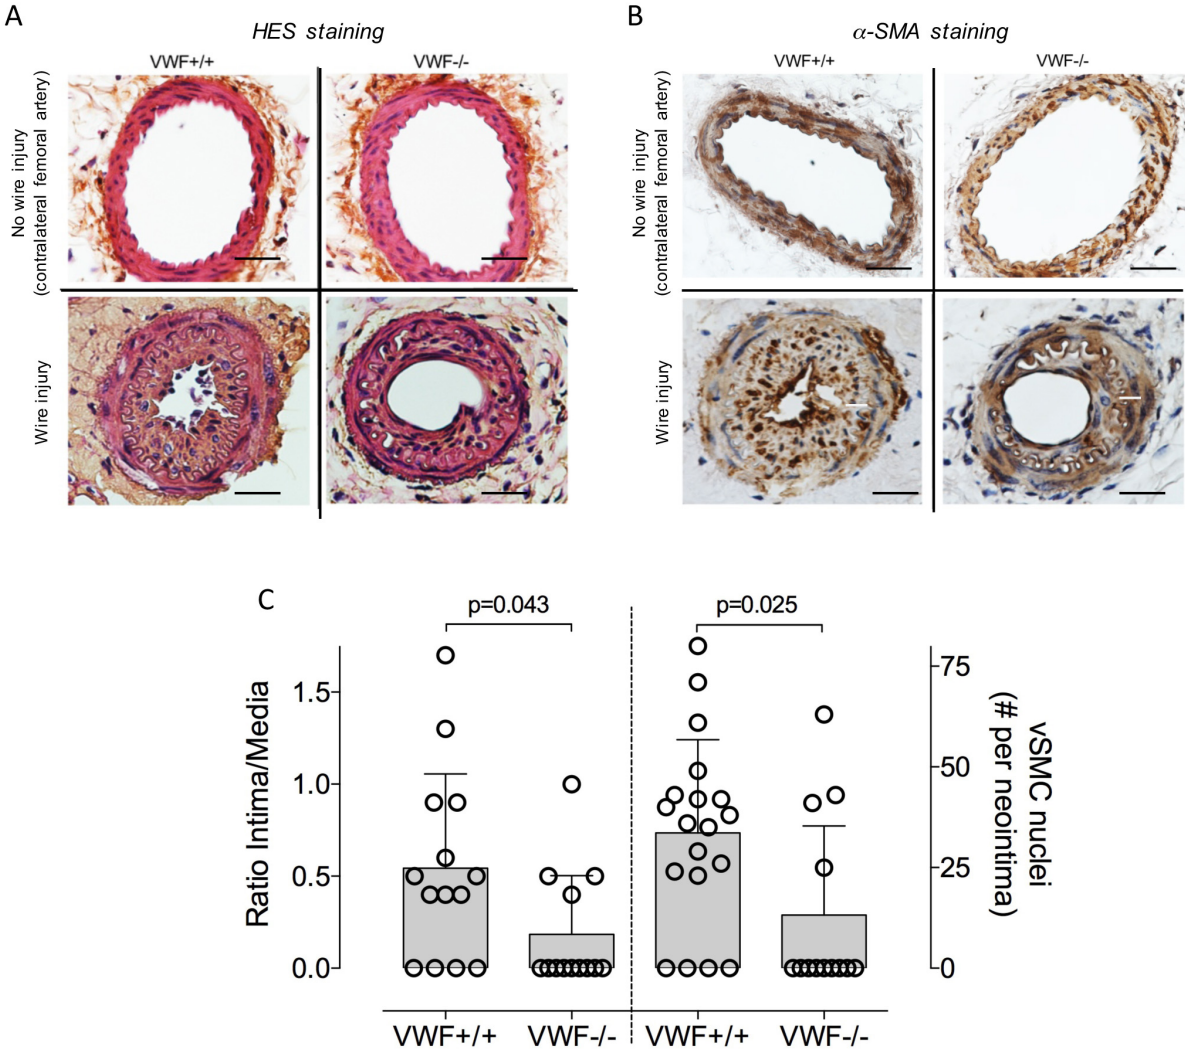 A
HES staining
VWF+/+
VWF-/-
No wire injury
(contralateral femoral artery)
Wire injury
B
α-SMA staining
VWF+/+
VWF-/-
No wire injury
(contralateral femoral artery)
Wire injury
C
p=0.043
p=0.025
Ratio Intima/Media
1.5
1.0
0.5
0.0
75
50
25
0
vSMC nuclei
(# per neointima)
VWF+/+
VWF-/-
VWF+/+
VWF-/-